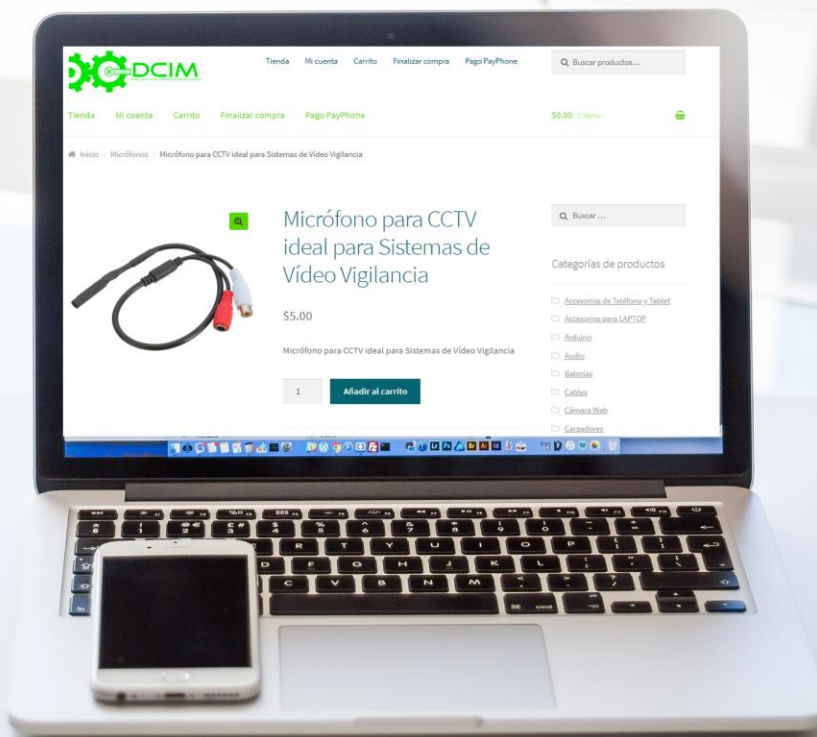 DCIM
Tienda Mi cuenta Carrito Finalizar compra Pago PayPhone
Buscar productos...
Tienda Mi cuenta Carrito Finalizar compra Pago PayPhone
$0.00 0 items
Inicio Micrófonos Micrófono para CCTV ideal para Sistemas de Vídeo Vigilancia
Micrófono para CCTV
ideal para Sistemas de
Vídeo Vigilancia
$5.00
Micrófono para CCTV ideal para Sistemas de Vídeo Vigilancia
1 Añadir al carrito
Buscar ...
Categorías de productos
Accesorios de Teléfono y Tablet
Accesorios para LAPTOP
Arduino
Audio
Baterías
Cables
Cámara Web
Cargadores
R T Y U I O P
D F G H J K L
C V B N M
cmd